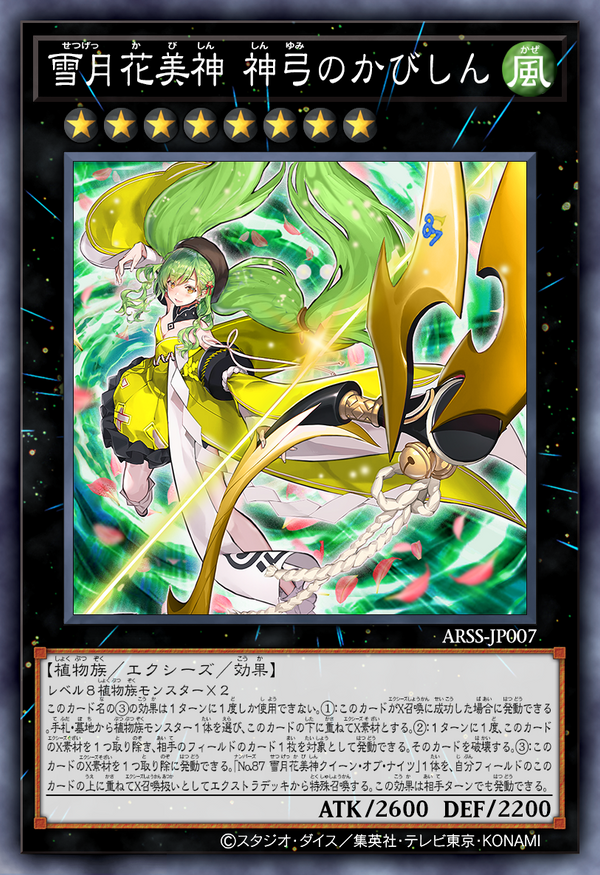 雪月花美神 神弓のかびしん 風
ARSS-JP007
【植物族／エクシーズ／効果】
レベル８植物族モンスター×２
このカード名の③の効果は１ターンに１度しか使用できない。①：このカードがX召喚に成功した場合に発動できる
。手札・墓地から植物族モンスター１体を選び、このカードの下に重ねてX素材とする。②：１ターンに１度、このカード
のX素材を１つ取り除き、相手のフィールドのカード１枚を対象として発動できる。そのカードを破壊する。③：この
カードのX素材を１つ取り除き発動できる。「No.87 雪月花美神クイーン・オブ・ナイツ」１体を、自分フィールドのこの
カードの上に重ねてX召喚扱いとしてエクストラデッキから特殊召喚する。この効果は相手ターンでも発動できる。
ATK/2600 DEF/2200
©スタジオ・ダイス／集英社・テレビ東京・KONAMI